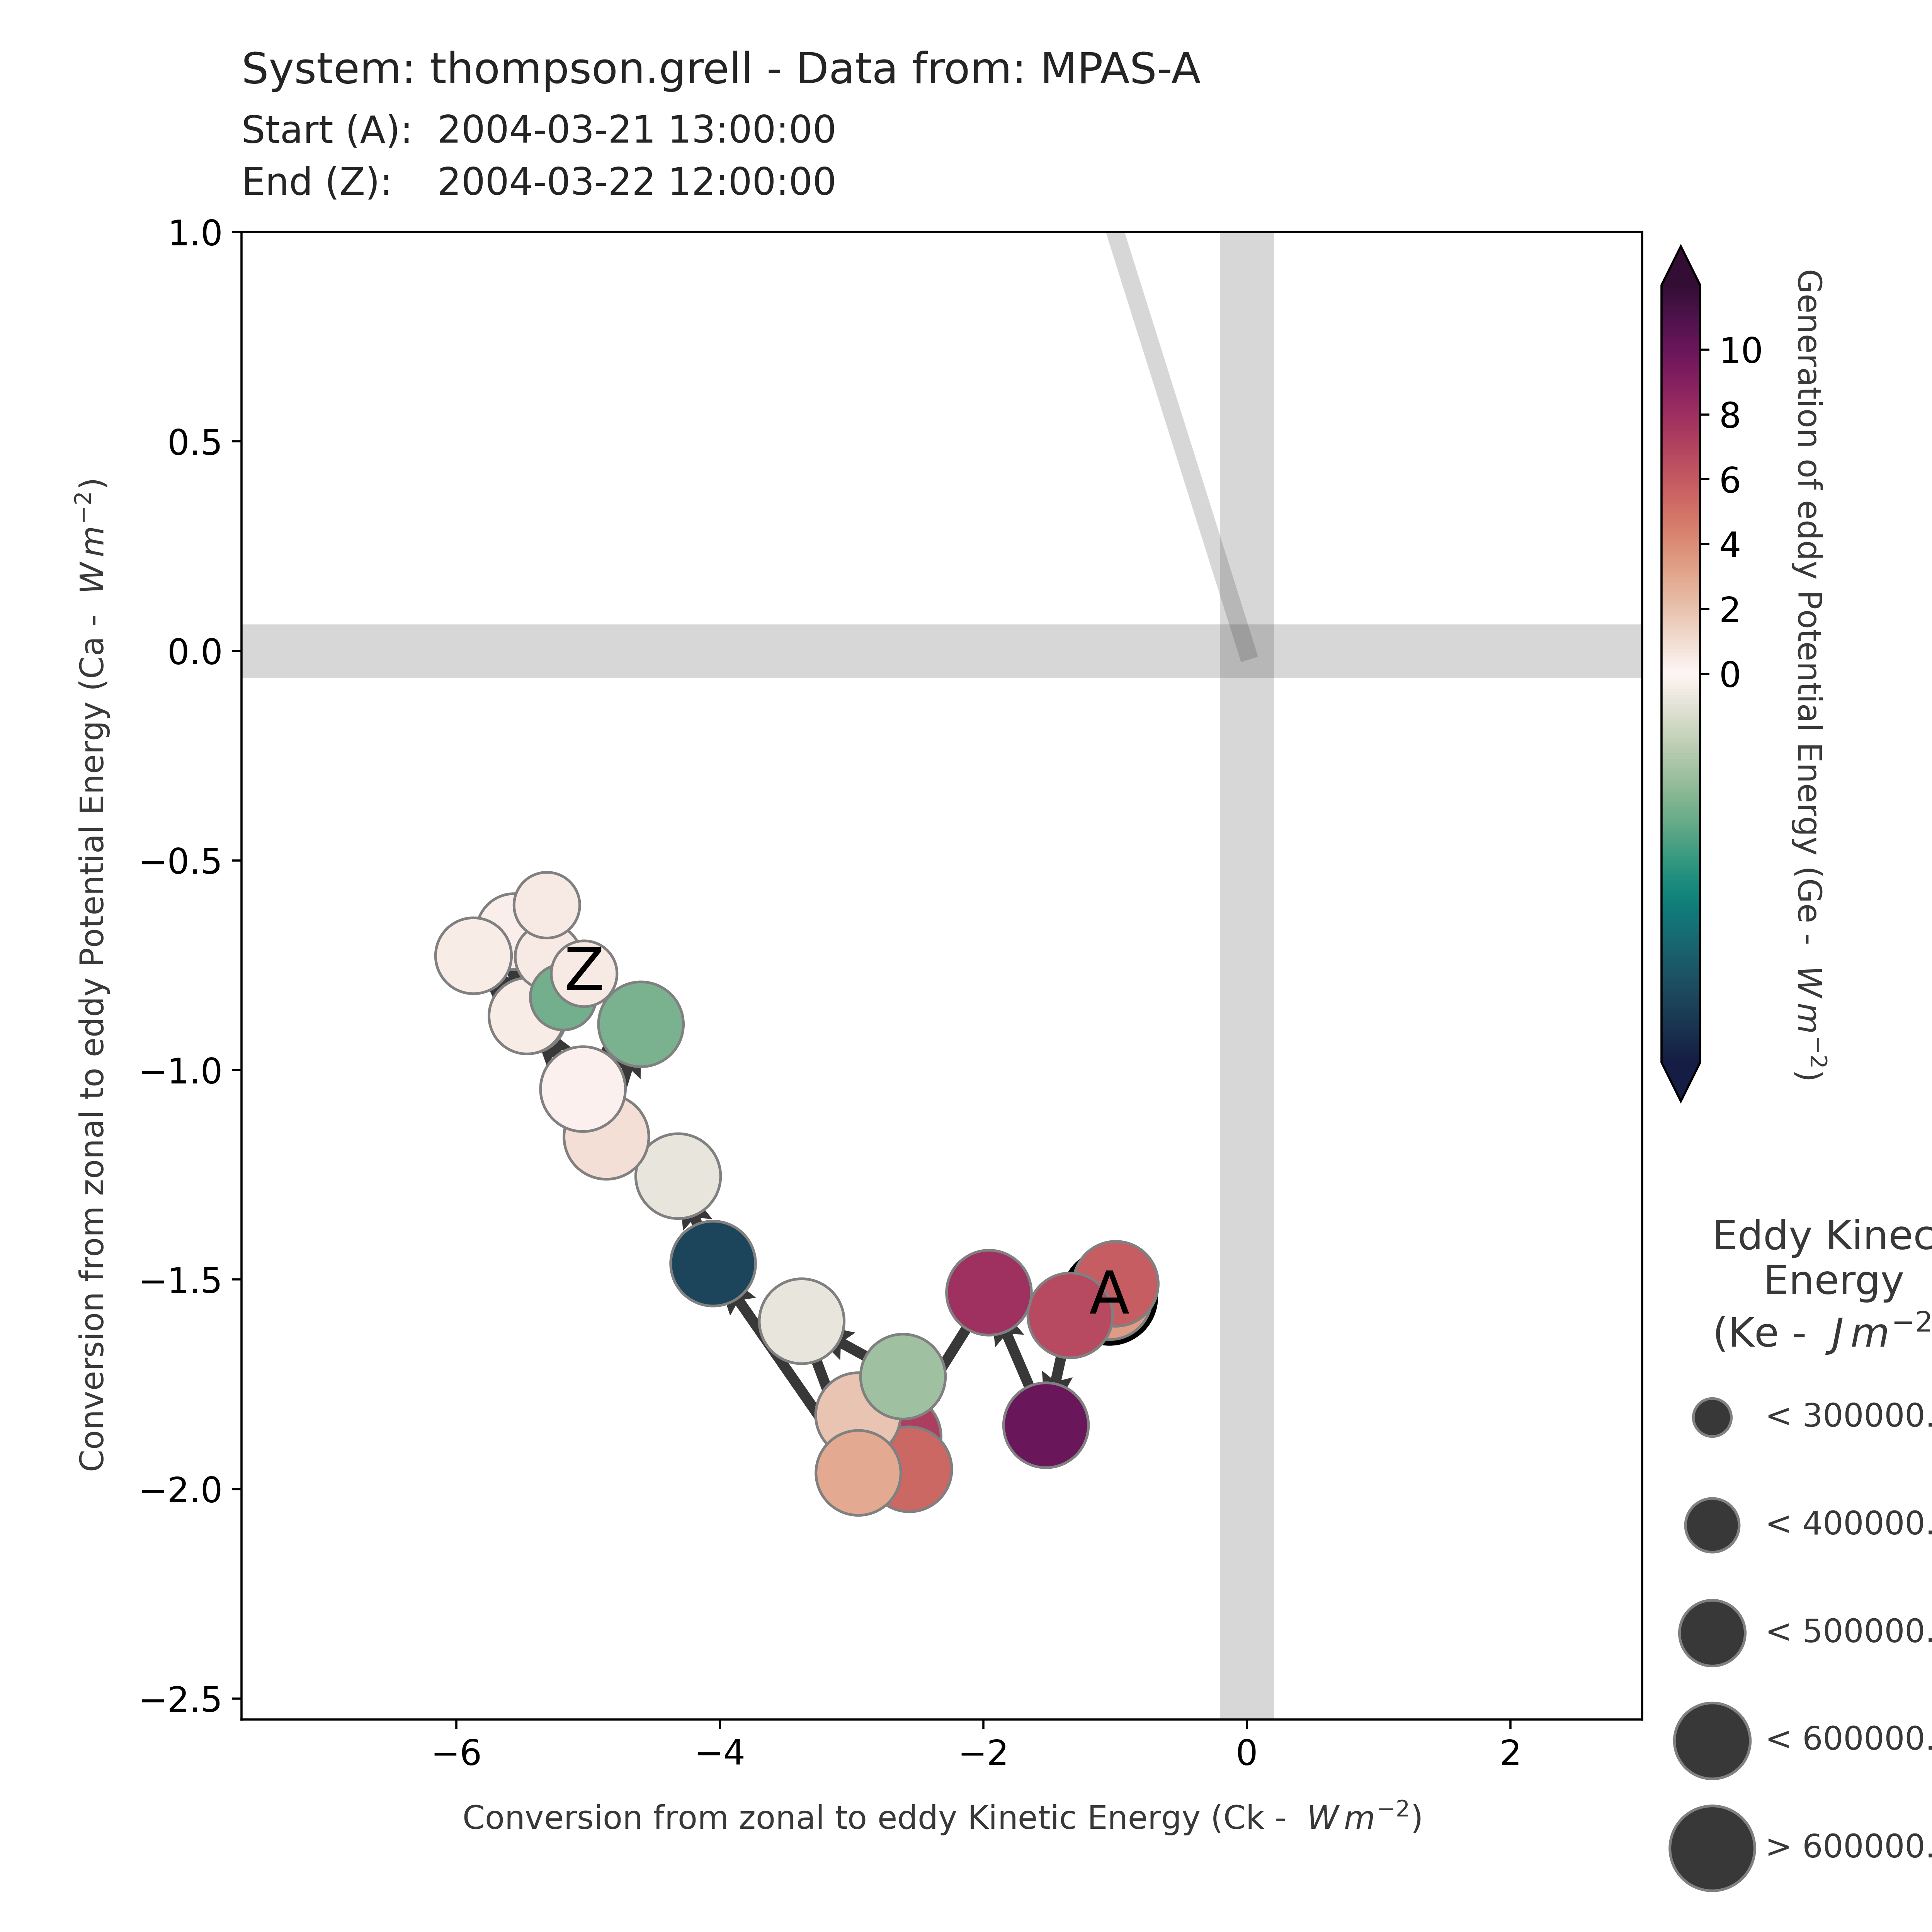 System: thompson.grell - Data from: MPAS-A
Start (A): 2004-03-21 13:00:00
End (Z): 2004-03-22 12:00:00
1.0
0.5
0.0
−0.5
−1.0
−1.5
−2.0
−2.5
Conversion from zonal to eddy Potential Energy (Ca - W m⁻²)
Z
A
−6
−4
−2
0
2
Conversion from zonal to eddy Kinetic Energy (Ck - W m⁻²)
10
8
6
4
2
0
Generation of eddy Potential Energy (Ge - W m⁻²)
Eddy Kinec
Energy
(Ke - J m⁻²
< 300000.
< 400000.
< 500000.
< 600000.
> 600000.